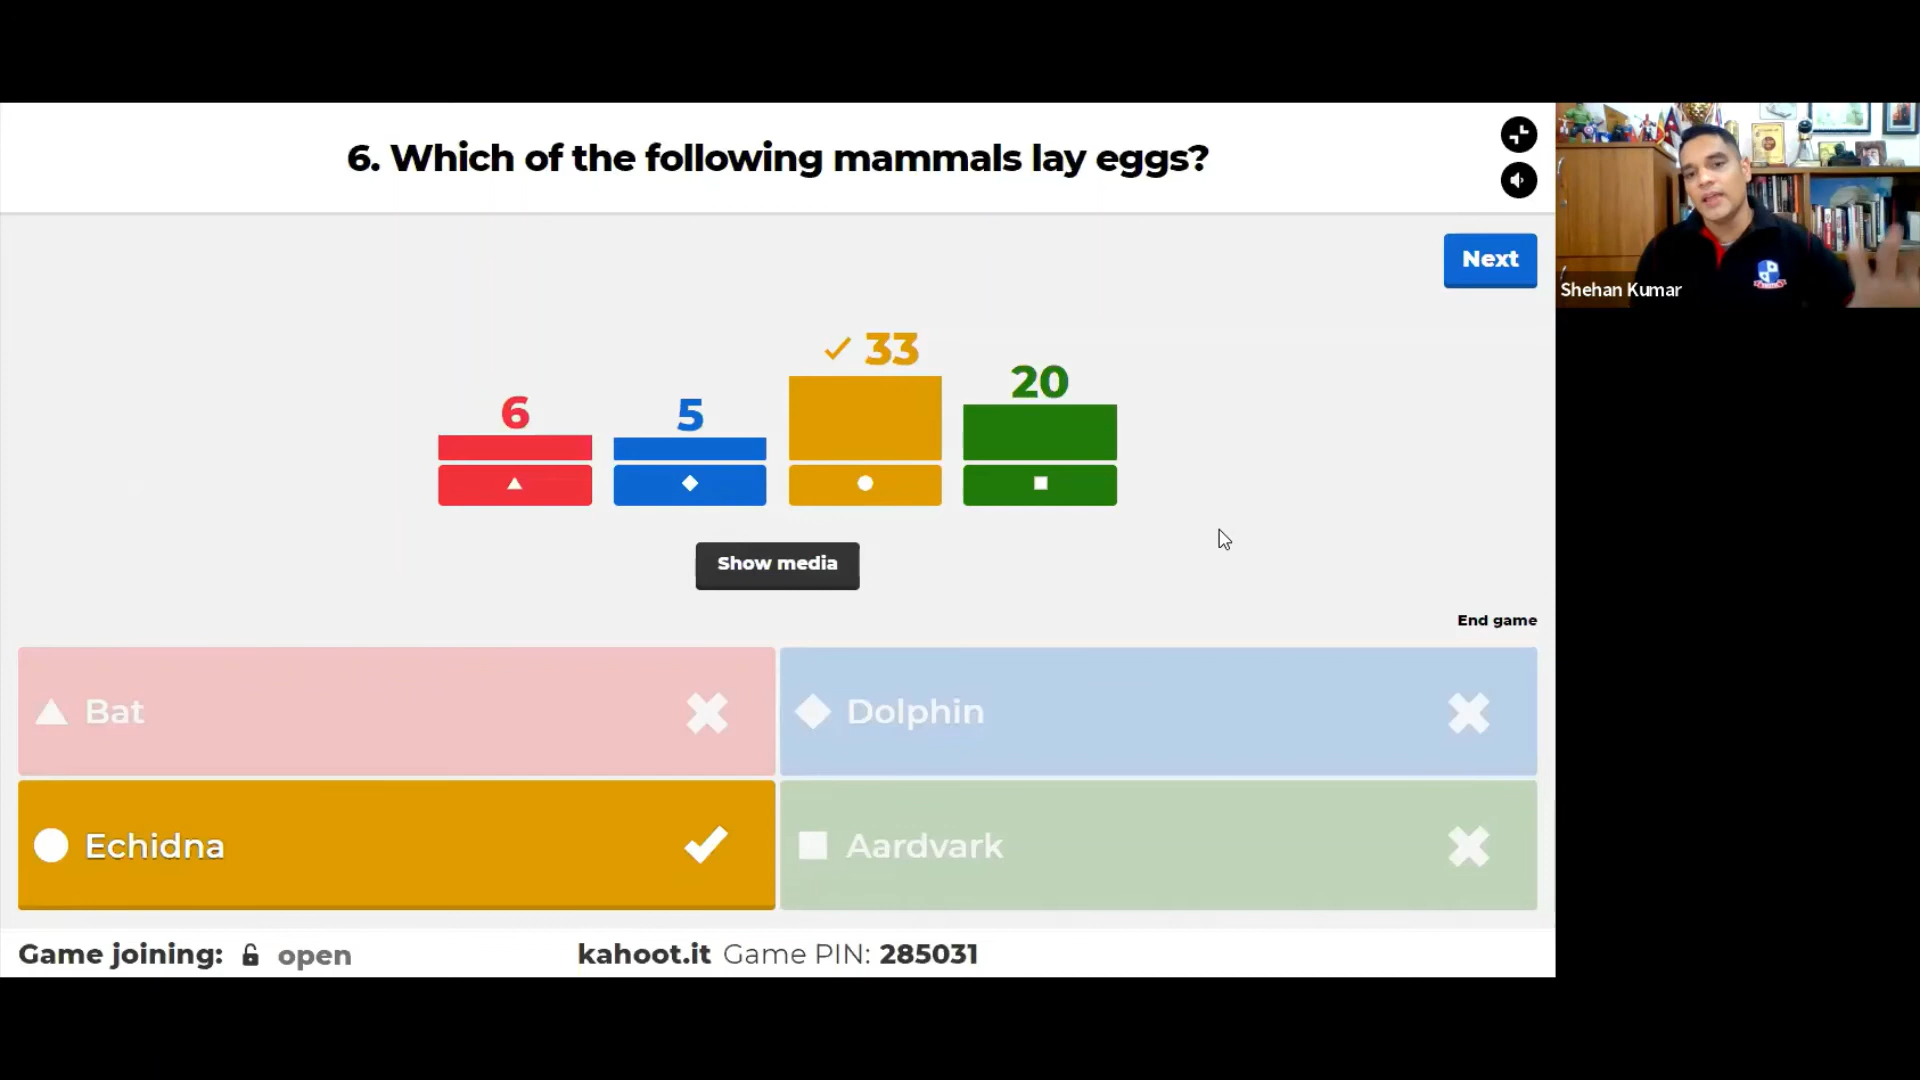 6. Which of the following mammals lay eggs?
Next
Shehan Kumar
6
5
33
20
Show media
End game
Bat
Dolphin
Echidna
Aardvark
Game joining: open
kahoot.it Game PIN: 285031